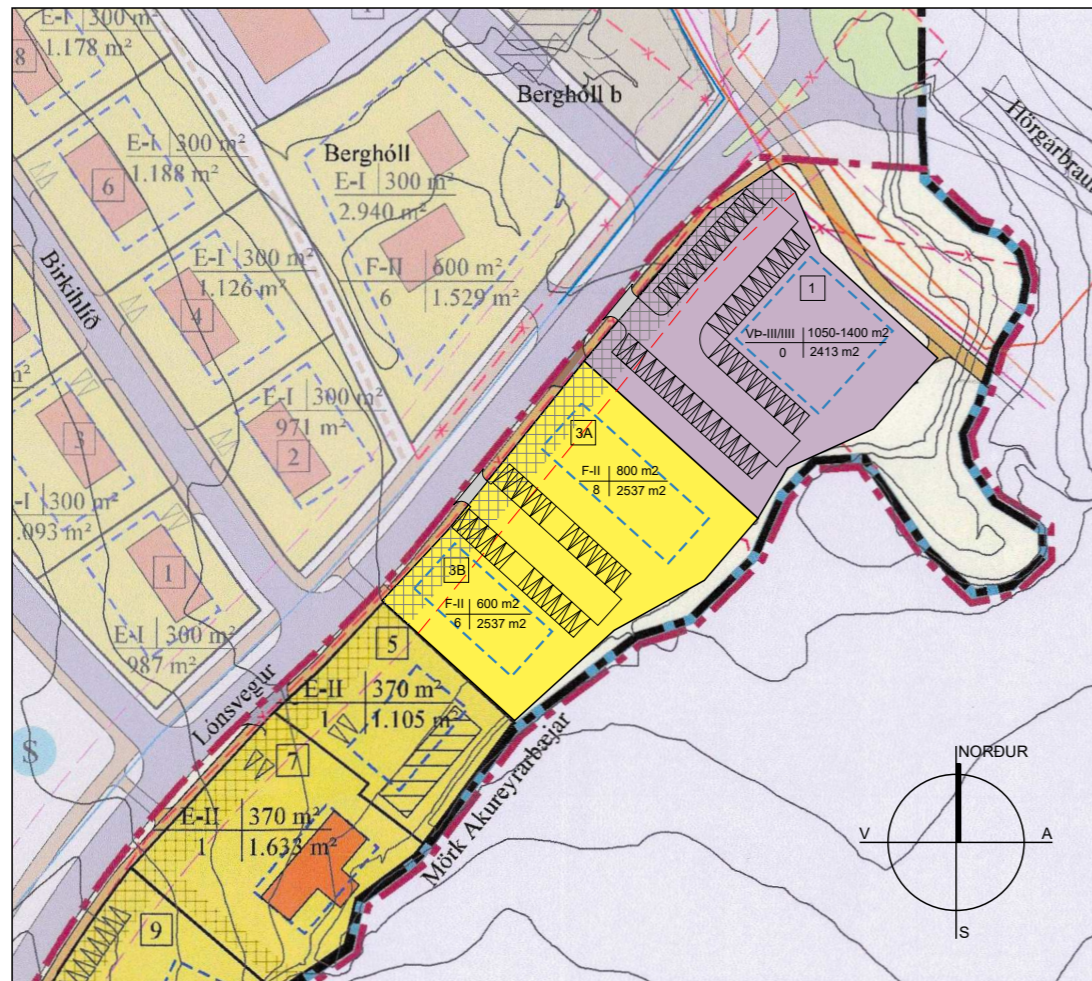 E-I 300 m²
1.178 m²
8
1
Berghóll b
Hörgárbraut
E-I 300 m²
1.188 m²
6
Berghóll
E-I 300 m²
2.940 m²
F-II 600 m²
6 1.529 m²
Birkihlíð
E-I 300 m²
1.126 m²
4
1
VÞ-III/IIII 1050-1400 m2
0 2413 m2
E-I 300 m²
971 m²
2
3
3A
F-II 800 m2
8 2537 m2
-I 300 m²
.093 m²
1
3B
F-II 600 m2
6 2537 m2
E-I 300 m²
987 m²
5
E-II 370 m²
1 1.105 m²
Lónsvegur
S
7
E-II 370 m²
1 1.633 m²
Mörk Akureyrarbæjar
9
NORÐUR
V A
S